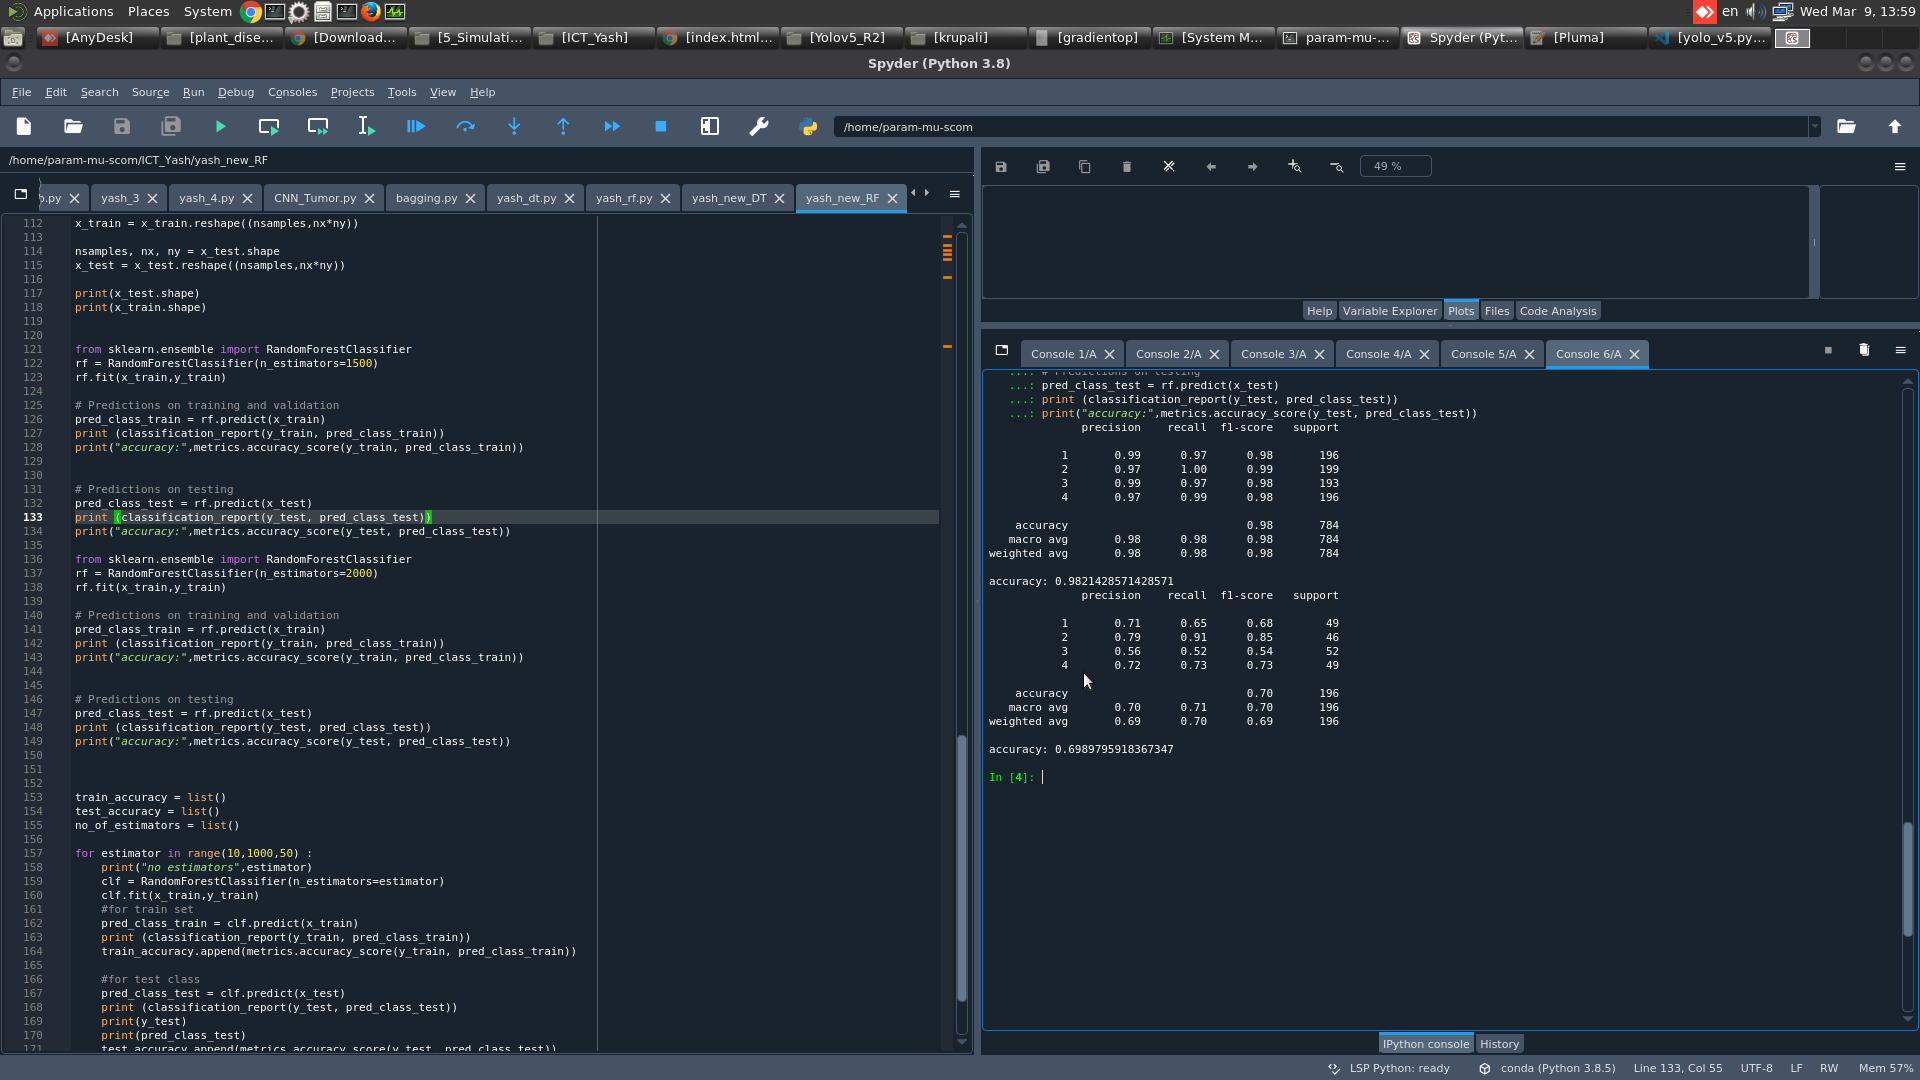 Applications Places System en Wed Mar 9, 13:59
[AnyDesk] [plant_dise... [Download... [5_Simulati... [ICT_Yash] [index.html... [Yolov5_R2] [krupali] [gradientop] [System M... param-mu-... Spyder (Pyt... [Pluma] [yolo_v5.py...
Spyder (Python 3.8)
File Edit Search Source Run Debug Consoles Projects Tools View Help
/home/param-mu-scom
/home/param-mu-scom/ICT_Yash/yash_new_RF
.py yash_3 yash_4.py CNN_Tumor.py bagging.py yash_dt.py yash_rf.py yash_new_DT yash_new_RF
112 x_train = x_train.reshape((nsamples,nx*ny))
113
114 nsamples, nx, ny = x_test.shape
115 x_test = x_test.reshape((nsamples,nx*ny))
116
117 print(x_test.shape)
118 print(x_train.shape)
119
120
121 from sklearn.ensemble import RandomForestClassifier
122 rf = RandomForestClassifier(n_estimators=1500)
123 rf.fit(x_train,y_train)
124
125 # Predictions on training and validation
126 pred_class_train = rf.predict(x_train)
127 print (classification_report(y_train, pred_class_train))
128 print("accuracy:",metrics.accuracy_score(y_train, pred_class_train))
129
130
131 # Predictions on testing
132 pred_class_test = rf.predict(x_test)
133 print (classification_report(y_test, pred_class_test))
134 print("accuracy:",metrics.accuracy_score(y_test, pred_class_test))
135
136 from sklearn.ensemble import RandomForestClassifier
137 rf = RandomForestClassifier(n_estimators=2000)
138 rf.fit(x_train,y_train)
139
140 # Predictions on training and validation
141 pred_class_train = rf.predict(x_train)
142 print (classification_report(y_train, pred_class_train))
143 print("accuracy:",metrics.accuracy_score(y_train, pred_class_train))
144
145
146 # Predictions on testing
147 pred_class_test = rf.predict(x_test)
148 print (classification_report(y_test, pred_class_test))
149 print("accuracy:",metrics.accuracy_score(y_test, pred_class_test))
150
151
152
153 train_accuracy = list()
154 test_accuracy = list()
155 no_of_estimators = list()
156
157 for estimator in range(10,1000,50) :
158 print("no estimators",estimator)
159 clf = RandomForestClassifier(n_estimators=estimator)
160 clf.fit(x_train,y_train)
161 #for train set
162 pred_class_train = clf.predict(x_train)
163 print (classification_report(y_train, pred_class_train))
164 train_accuracy.append(metrics.accuracy_score(y_train, pred_class_train))
165
166 #for test class
167 pred_class_test = clf.predict(x_test)
168 print (classification_report(y_test, pred_class_test))
169 print(y_test)
170 print(pred_class_test)
171 test_accuracy.append(metrics.accuracy_score(y_test, pred_class_test))
49 %
Help Variable Explorer Plots Files Code Analysis
Console 1/A Console 2/A Console 3/A Console 4/A Console 5/A Console 6/A
...: # Predictions on testing
...: pred_class_test = rf.predict(x_test)
...: print (classification_report(y_test, pred_class_test))
...: print("accuracy:",metrics.accuracy_score(y_test, pred_class_test))
precision recall f1-score support
1 0.99 0.97 0.98 196
2 0.97 1.00 0.99 199
3 0.99 0.97 0.98 193
4 0.97 0.99 0.98 196
accuracy 0.98 784
macro avg 0.98 0.98 0.98 784
weighted avg 0.98 0.98 0.98 784
accuracy: 0.9821428571428571
precision recall f1-score support
1 0.71 0.65 0.68 49
2 0.79 0.91 0.85 46
3 0.56 0.52 0.54 52
4 0.72 0.73 0.73 49
accuracy 0.70 196
macro avg 0.70 0.71 0.70 196
weighted avg 0.69 0.70 0.69 196
accuracy: 0.6989795918367347
In [4]:
IPython console History
LSP Python: ready conda (Python 3.8.5) Line 133, Col 55 UTF-8 LF RW Mem 57%